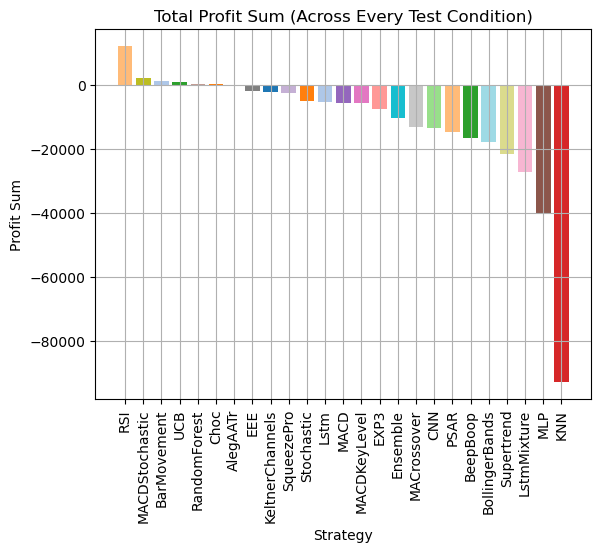 Total Profit Sum (Across Every Test Condition)
Profit Sum
0
−20000
−40000
−60000
−80000
RSI
MACDStochastic
BarMovement
UCB
RandomForest
Choc
AlegAATr
EEE
KeltnerChannels
SqueezePro
Stochastic
Lstm
MACD
MACDKeyLevel
EXP3
Ensemble
MACrossover
CNN
PSAR
BeepBoop
BollingerBands
Supertrend
LstmMixture
MLP
KNN
Strategy